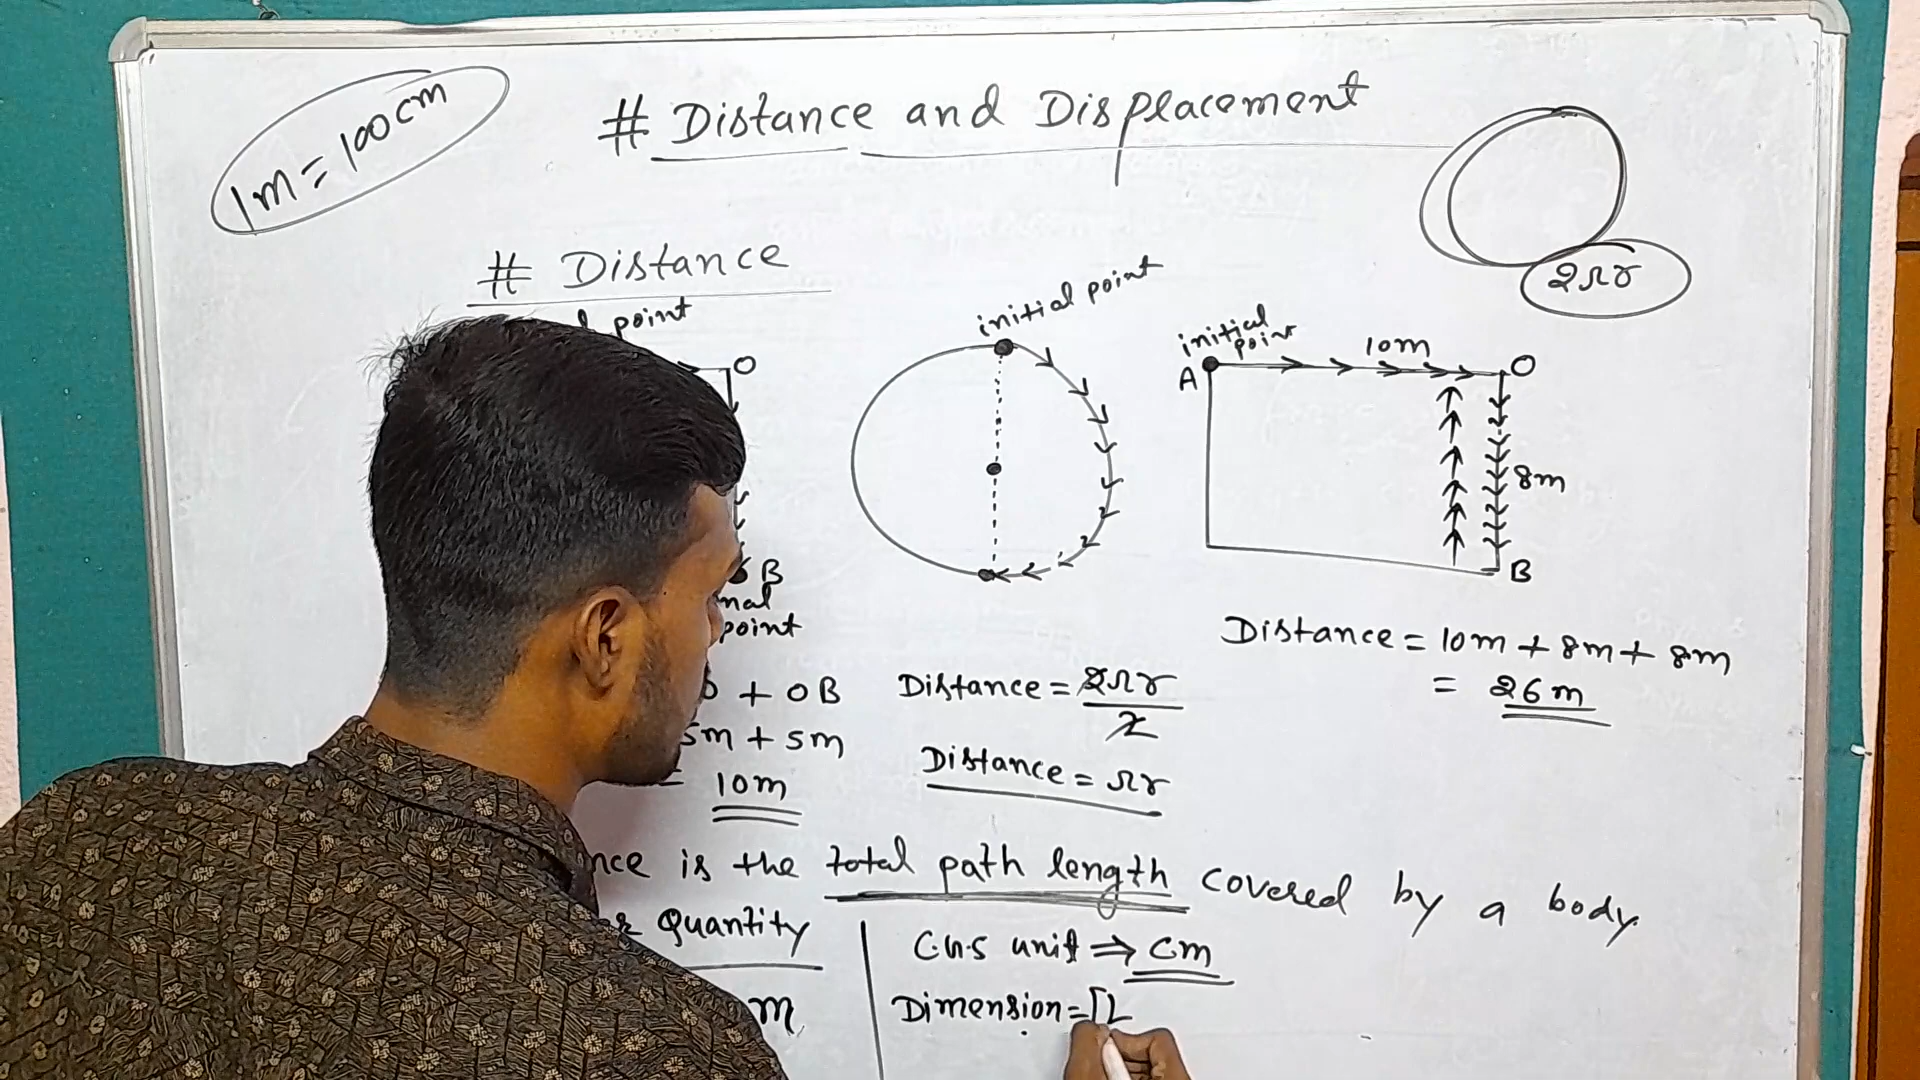 1m = 100cm
# Distance and Displacement
2πr
# Distance
point
O
B
nal
point
+ OB
5m + 5m
= 10m
initial point
Distance = 2πr
2
Distance = πr
initial
point
A
10m
O
8m
B
Distance = 10m + 8m + 8m
= 26m
nce is the total path length covered by a body.
Quantity
m
C.G.S unit ⇒ cm
Dimension = [L